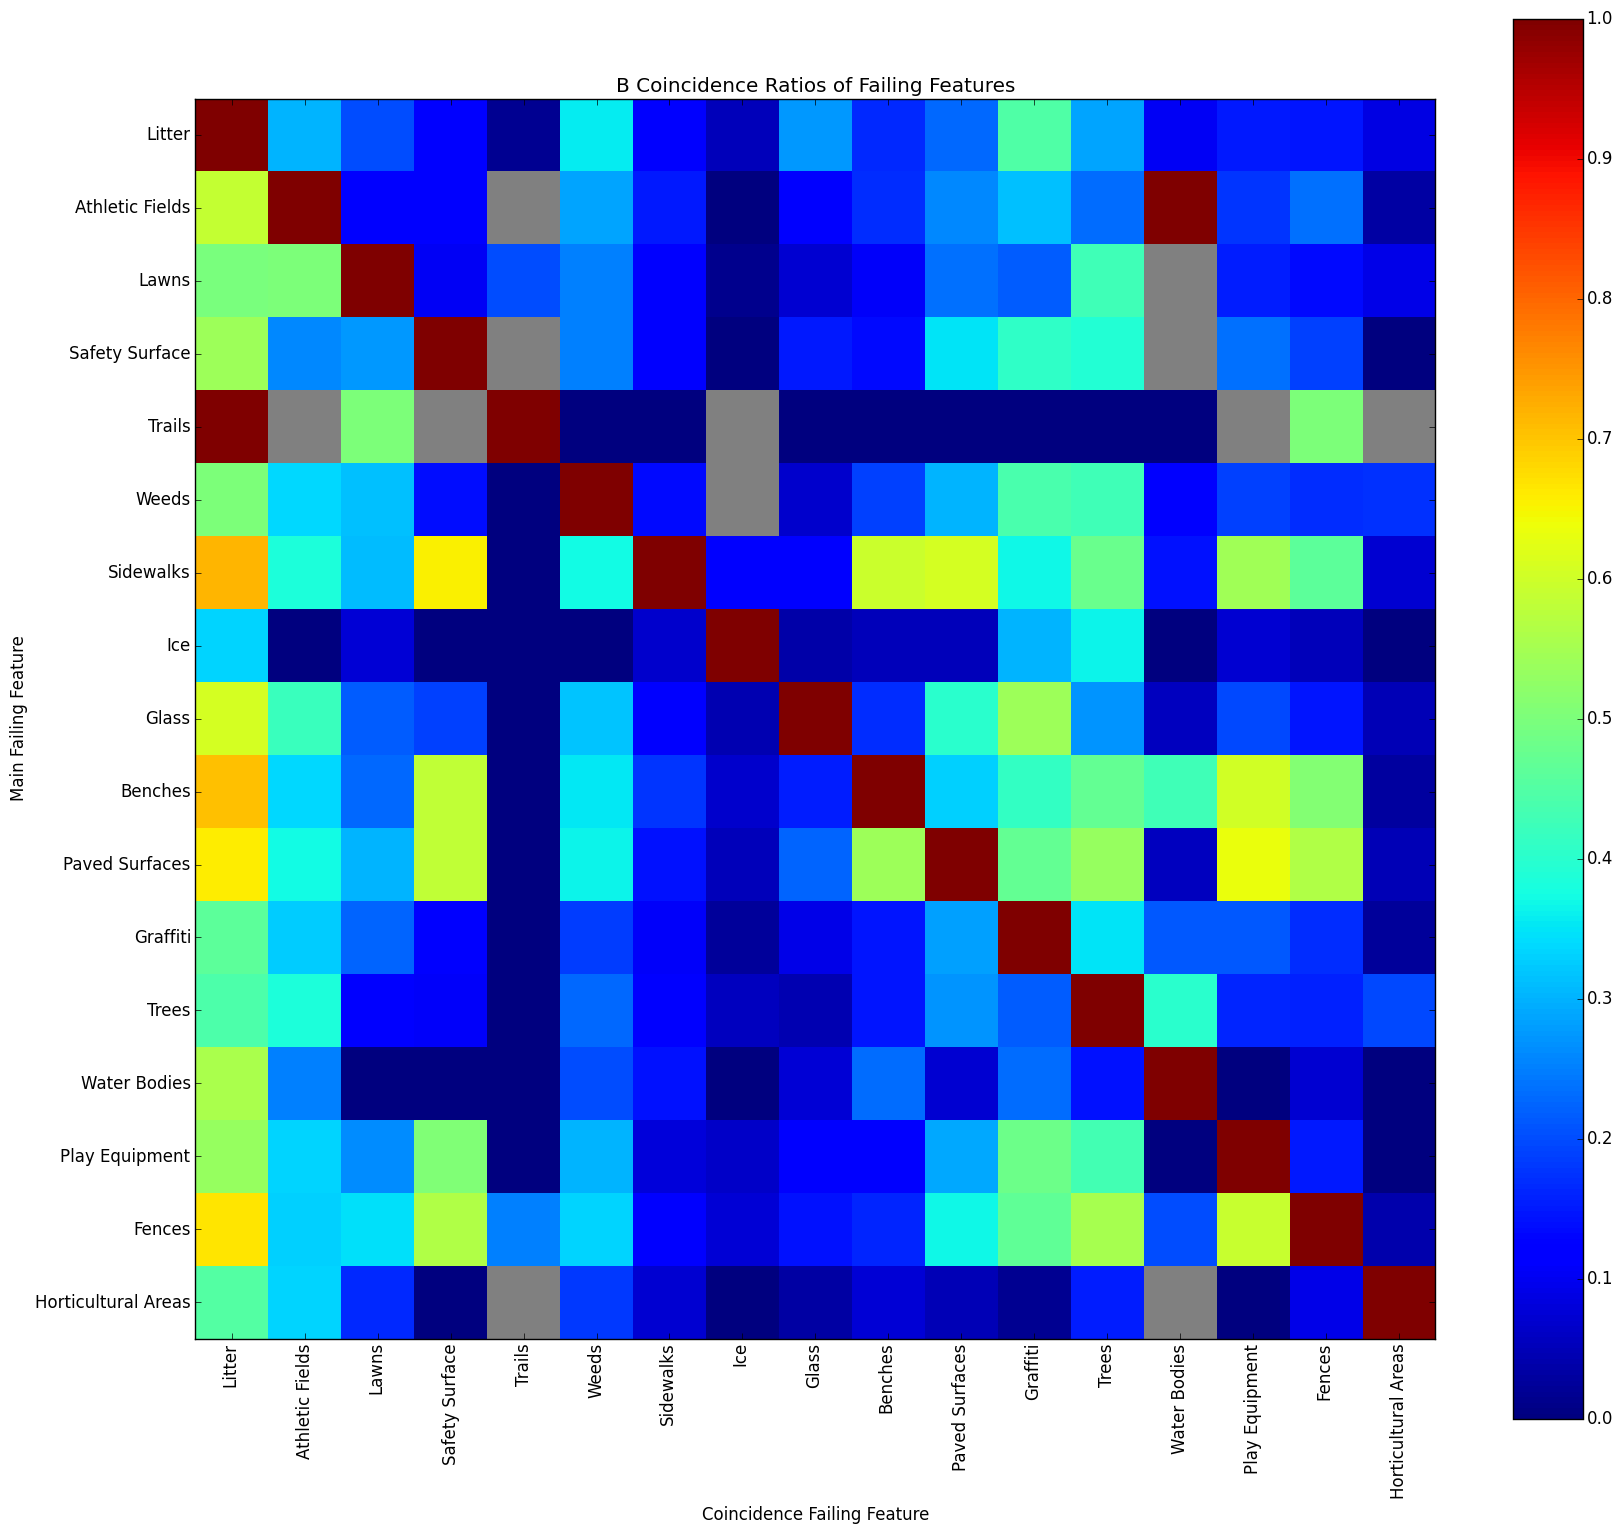 B Coincidence Ratios of Failing Features
Main Failing Feature
Litter
Athletic Fields
Lawns
Safety Surface
Trails
Weeds
Sidewalks
Ice
Glass
Benches
Paved Surfaces
Graffiti
Trees
Water Bodies
Play Equipment
Fences
Horticultural Areas
Litter
Athletic Fields
Lawns
Safety Surface
Trails
Weeds
Sidewalks
Ice
Glass
Benches
Paved Surfaces
Graffiti
Trees
Water Bodies
Play Equipment
Fences
Horticultural Areas
Coincidence Failing Feature
1.0
0.9
0.8
0.7
0.6
0.5
0.4
0.3
0.2
0.1
0.0